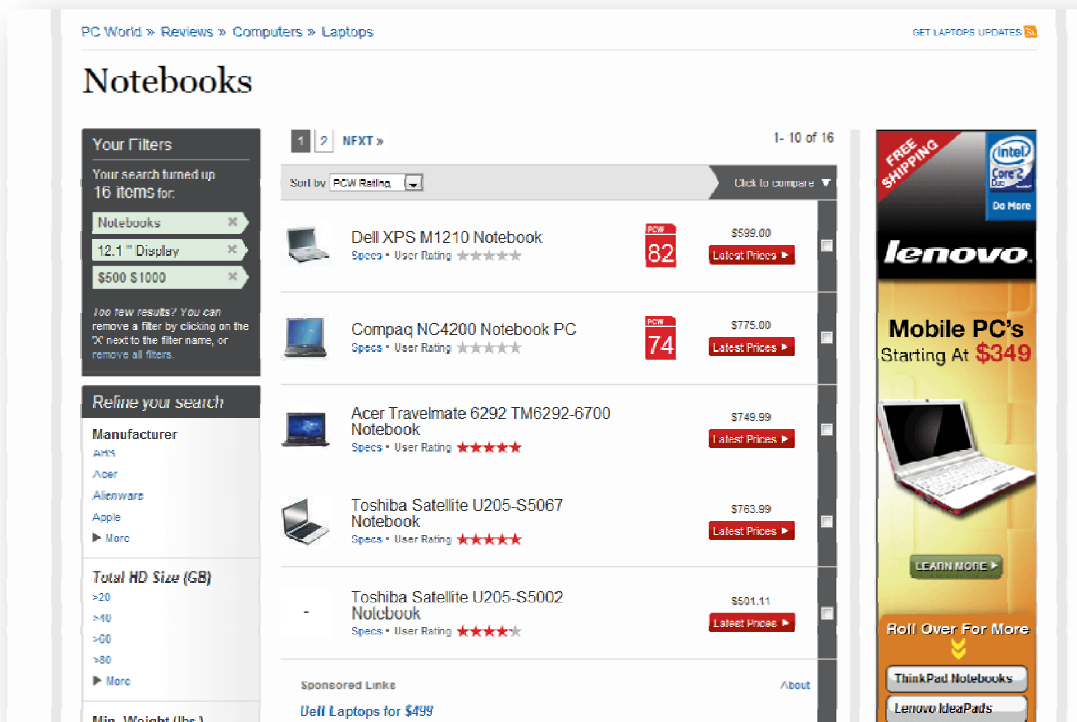 PC World » Reviews » Computers » Laptops
GET LAPTOPS UPDATES
Notebooks
Your Filters
Your search turned up
16 items for:
Notebooks ×
12.1 " Display ×
$500 $1000 ×
Too few results? You can
remove a filter by clicking on the
'X' next to the filter name, or
remove all filters.
Refine your search
Manufacturer
Acer
Alienware
Apple
More
Total HD Size (GB)
>20
>40
>60
>80
More
Min. Weight (lbs.)
1 2 NEXT »
1- 10 of 16
Sort by PCW Rating
Click to compare
Dell XPS M1210 Notebook
Specs • User Rating
PCW
82
$599.00
Latest Prices
Compaq NC4200 Notebook PC
Specs • User Rating
PCW
74
$775.00
Latest Prices
Acer Travelmate 6292 TM6292-6700
Notebook
Specs • User Rating
$749.99
Latest Prices
Toshiba Satellite U205-S5067
Notebook
Specs • User Rating
$763.99
Latest Prices
-
Toshiba Satellite U205-S5002
Notebook
Specs • User Rating
$501.11
Latest Prices
Sponsored Links
About
Dell Laptops for $499
FREE
SHIPPING
(intel)
Core 2
Duo
Do More
lenovo
Mobile PC's
Starting At $349
LEARN MORE
Roll Over For More
ThinkPad Notebooks
Lenovo IdeaPads